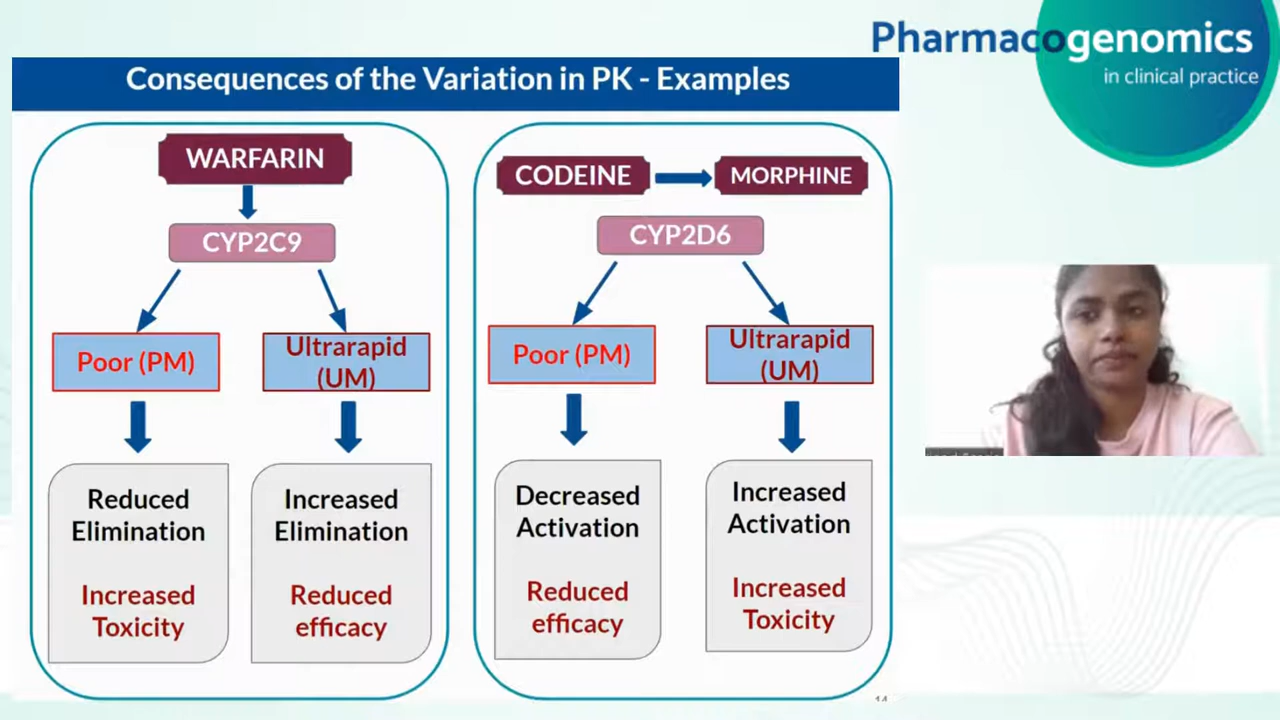 Pharmacogenomics
in clinical practice
Consequences of the Variation in PK - Examples
WARFARIN
CYP2C9
Poor (PM)
Ultrarapid
(UM)
Reduced
Elimination
Increased
Toxicity
Increased
Elimination
Reduced
efficacy
CODEINE
MORPHINE
CYP2D6
Poor (PM)
Ultrarapid
(UM)
Decreased
Activation
Reduced
efficacy
Increased
Activation
Increased
Toxicity